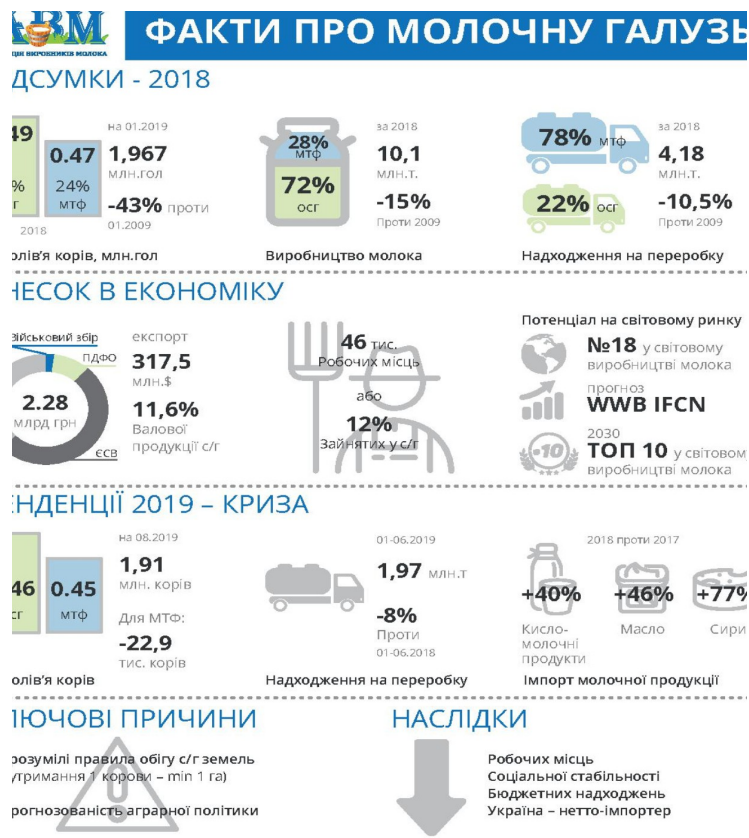 АВМ
ЦІЯ ВИРОБНИКІВ МОЛОКА
ФАКТИ ПРО МОЛОЧНУ ГАЛУЗЬ
ДСУМКИ - 2018
49
%
Г
2018
0.47
24%
МТФ
на 01.2019
1,967
млн.гол
-43% проти
01.2009
олів'я корів, млн.гол
28%
МТФ
72%
ОСГ
за 2018
10,1
млн.т.
-15%
Проти 2009
Виробництво молока
78% МТФ
22% ОСГ
за 2018
4,18
млн.т.
-10,5%
Проти 2009
Надходження на переробку
НЕСОК В ЕКОНОМІКУ
Військовий збір
ПДФО
2.28
млрд грн
ЄСВ
експорт
317,5
млн.$
11,6%
Валової
продукції с/г
46 тис.
Робочих місць
або
12%
Зайнятих у с/г
Потенціал на світовому ринку
№18 у світовому
виробництві молока
прогноз
WWB IFCN
2030
-10
ТОП 10 у світовому
виробництві молока
ЕНДЕНЦІЇ 2019 – КРИЗА
46
СГ
0.45
МТФ
на 08.2019
1,91
млн. корів
Для МТФ:
-22,9
тис. корів
олів'я корів
01-06.2019
1,97 млн.т
-8%
Проти
01-06.2018
Надходження на переробку
2018 проти 2017
+40%
Кисло-
молочні
продукти
+46%
Масло
+77%
Сири
Імпорт молочної продукції
ЛЮЧОВІ ПРИЧИНИ
розумілі правила обігу с/г земель
утримання 1 корови – min 1 га)
рогнозованість аграрної політики
НАСЛІДКИ
Робочих місць
Соціальної стабільності
Бюджетних надходжень
Україна – нетто-імпортер